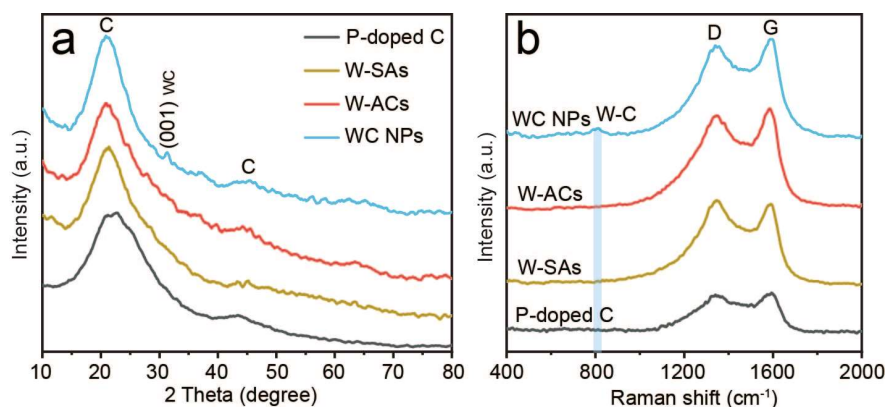 a
C
(001) WC
C
P-doped C
W-SAs
W-ACs
WC NPs
Intensity (a.u.)
10 20 30 40 50 60 70 80
2 Theta (degree)
b
D G
WC NPs W-C
W-ACs
W-SAs
P-doped C
Intensity (a.u.)
400 800 1200 1600 2000
Raman shift (cm⁻¹)